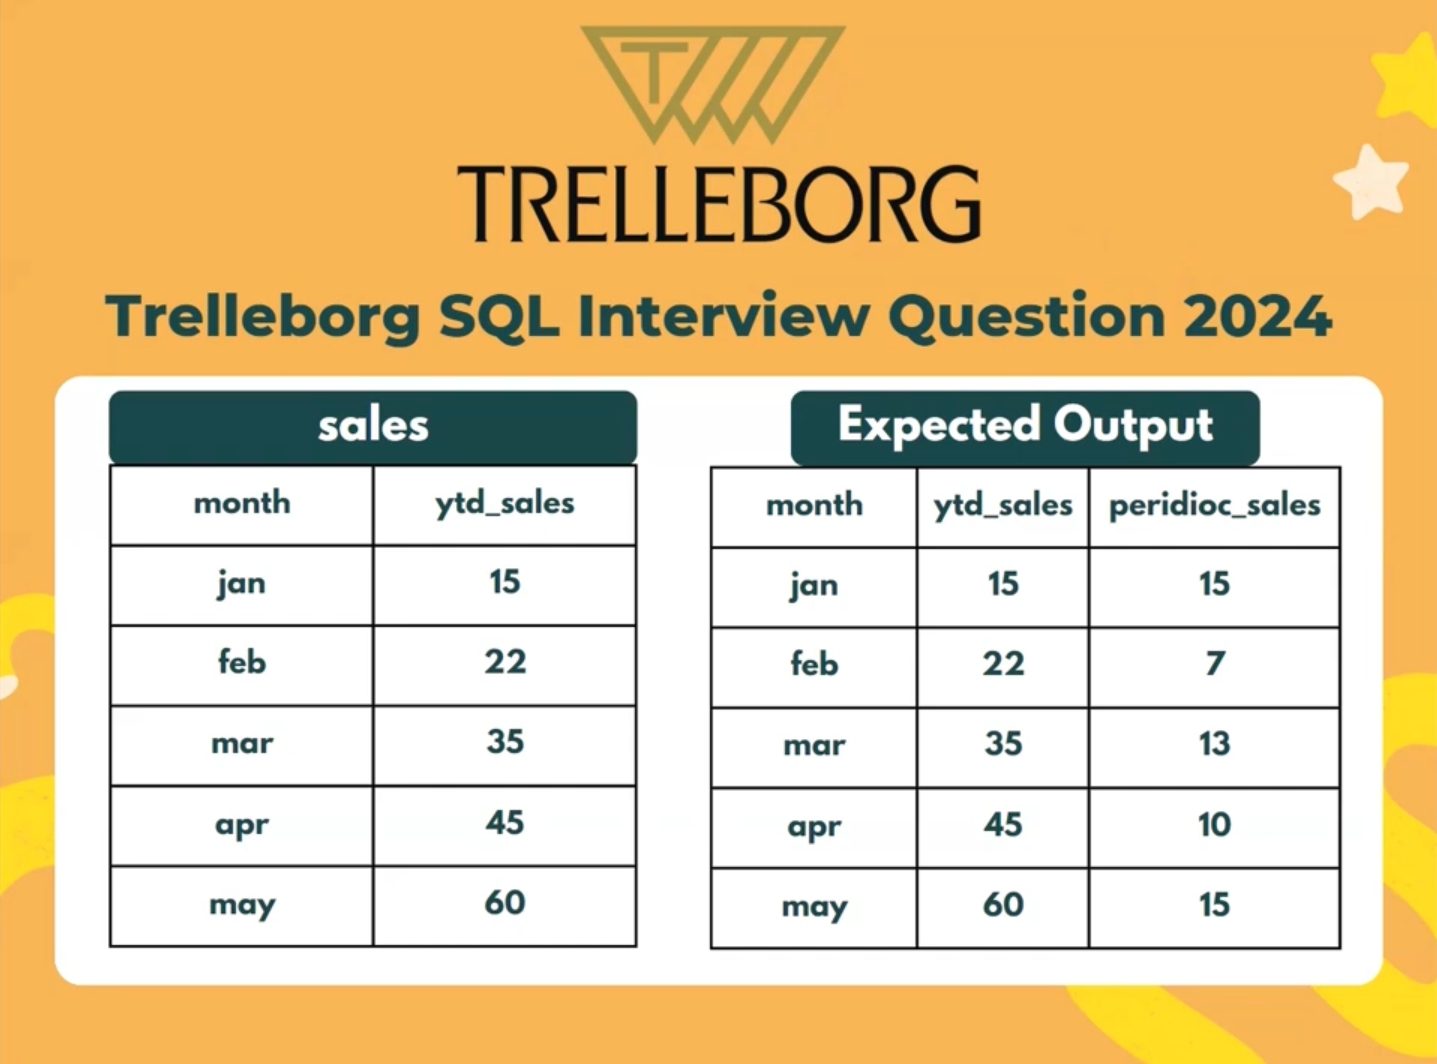 T
TRELLEBORG
Trelleborg SQL Interview Question 2024
sales
month ytd_sales
jan 15
feb 22
mar 35
apr 45
may 60
Expected Output
month ytd_sales peridioc_sales
jan 15 15
feb 22 7
mar 35 13
apr 45 10
may 60 15